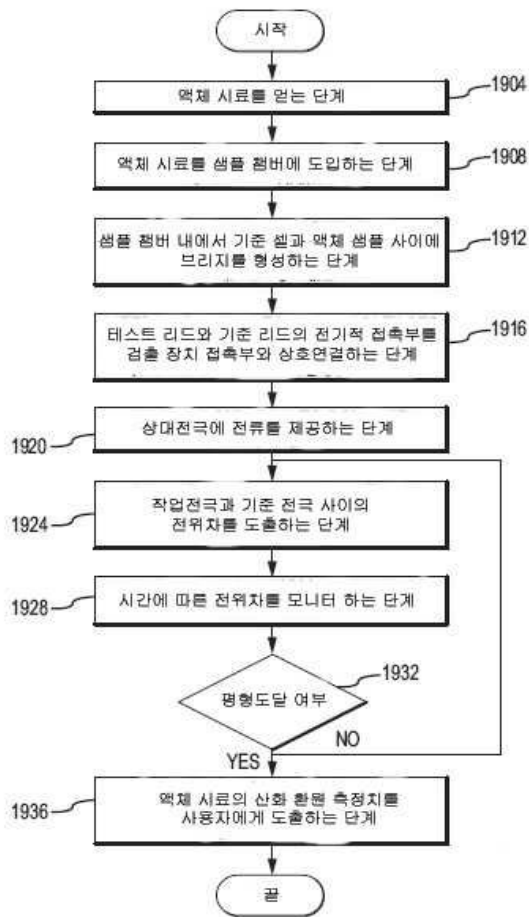 시작
액체 시료를 얻는 단계
1904
액체 시료를 샘플 챔버에 도입하는 단계
1908
샘플 챔버 내에서 기준 셀과 액체 샘플 사이에
브리지를 형성하는 단계
1912
테스트 리드와 기준 리드의 전기적 접촉부를
검출 장치 접촉부와 상호연결하는 단계
1916
상대전극에 전류를 제공하는 단계
1920
작업전극과 기준 전극 사이의
전위차를 도출하는 단계
1924
시간에 따른 전위차를 모니터 하는 단계
1928
평형도달 여부
1932
NO
YES
액체 시료의 산화 환원 측정치를
사용자에게 도출하는 단계
1936
끝